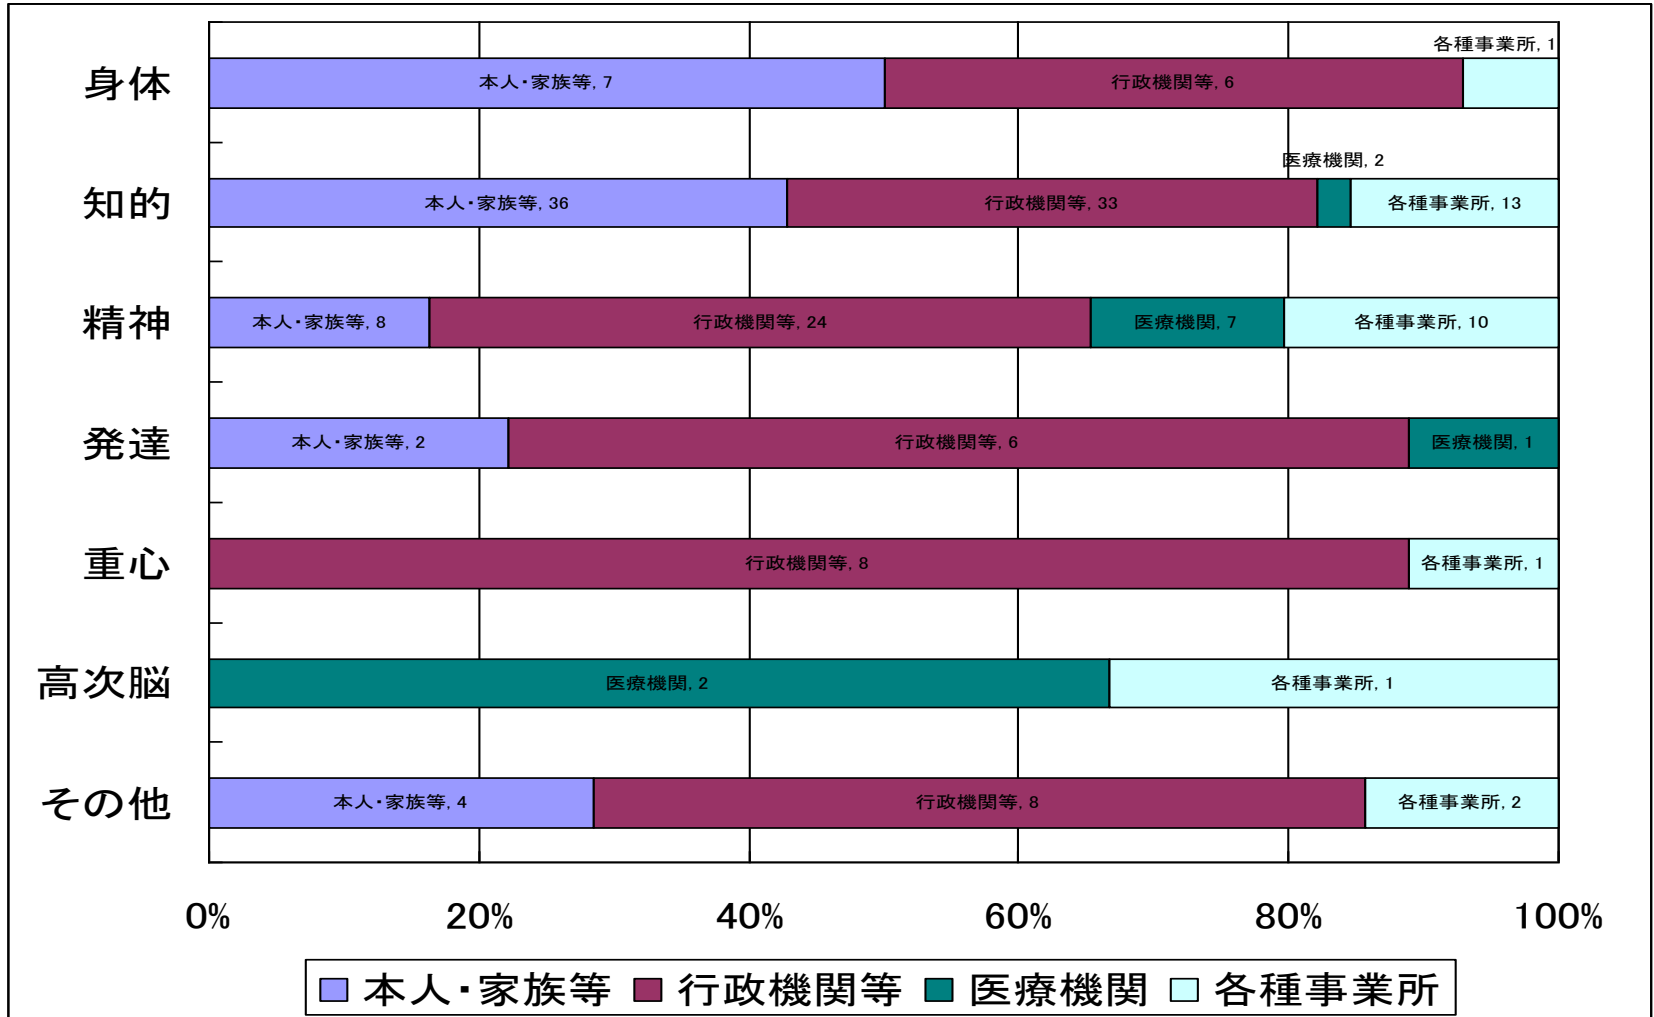 各種事業所, 1
身体
本人・家族等, 7
行政機関等, 6
医療機関, 2
知的
本人・家族等, 36
行政機関等, 33
各種事業所, 13
精神
本人・家族等, 8
行政機関等, 24
医療機関, 7
各種事業所, 10
発達
本人・家族等, 2
行政機関等, 6
医療機関, 1
重心
行政機関等, 8
各種事業所, 1
高次脳
医療機関, 2
各種事業所, 1
その他
本人・家族等, 4
行政機関等, 8
各種事業所, 2
0% 20% 40% 60% 80% 100%
本人・家族等 行政機関等 医療機関 各種事業所